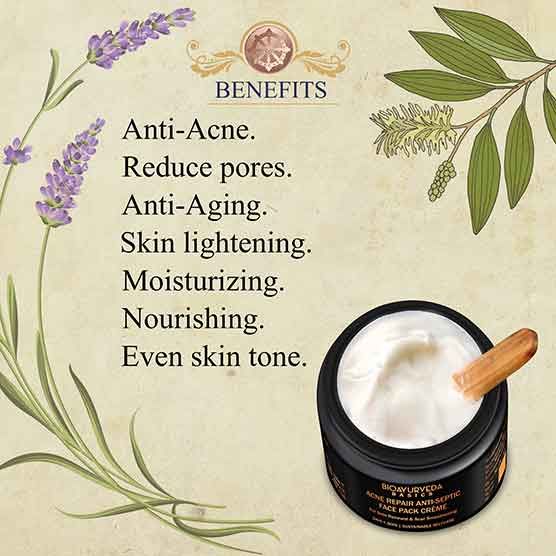 BENEFITS
Anti-Acne.
Reduce pores.
Anti-Aging.
Skin lightening.
Moisturizing.
Nourishing.
Even skin tone.
BIOAYURVEDA
BASICS
ACNE REPAIR ANTI-SEPTIC
FACE PACK CRÈME